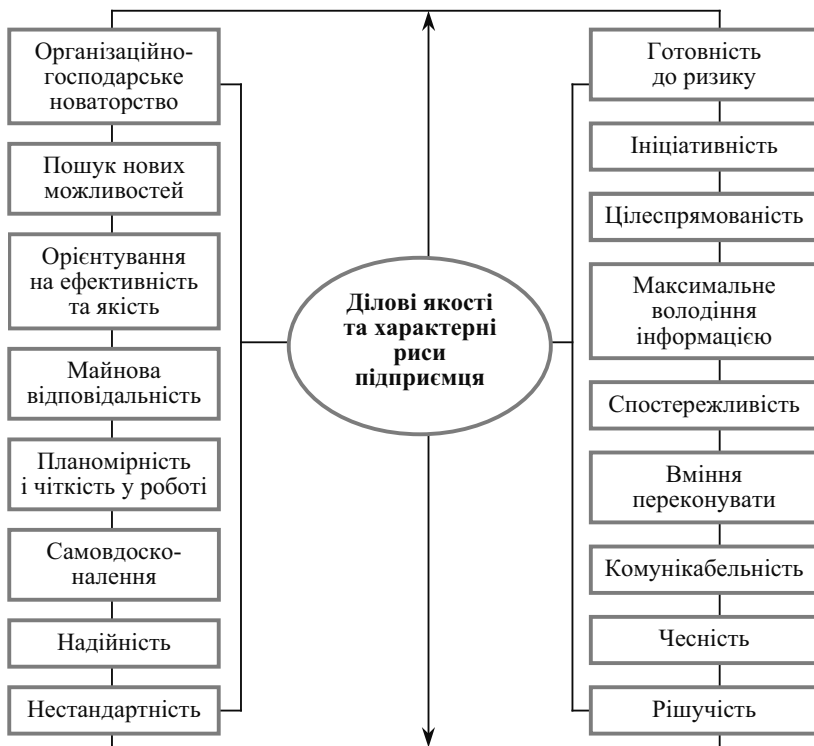 Організаційно-
господарське
новаторство
Пошук нових
можливостей
Орієнтування
на ефективність
та якість
Майнова
відповідальність
Планомірність
і чіткість у роботі
Самовдоско-
налення
Надійність
Нестандартність
Ділові якості
та характерні
риси
підприємця
Готовність
до ризику
Ініціативність
Цілеспрямованість
Максимальне
володіння
інформацією
Спостережливість
Вміння
переконувати
Комунікабельність
Чесність
Рішучість